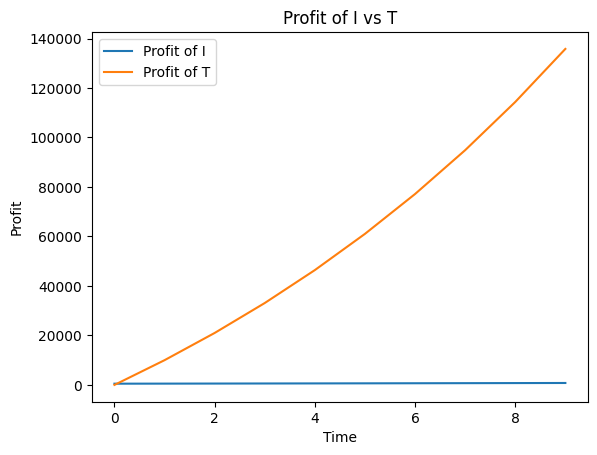 Profit of I vs T
Profit of I
Profit of T
140000
120000
100000
80000
60000
40000
20000
0
Profit
0 2 4 6 8
Time